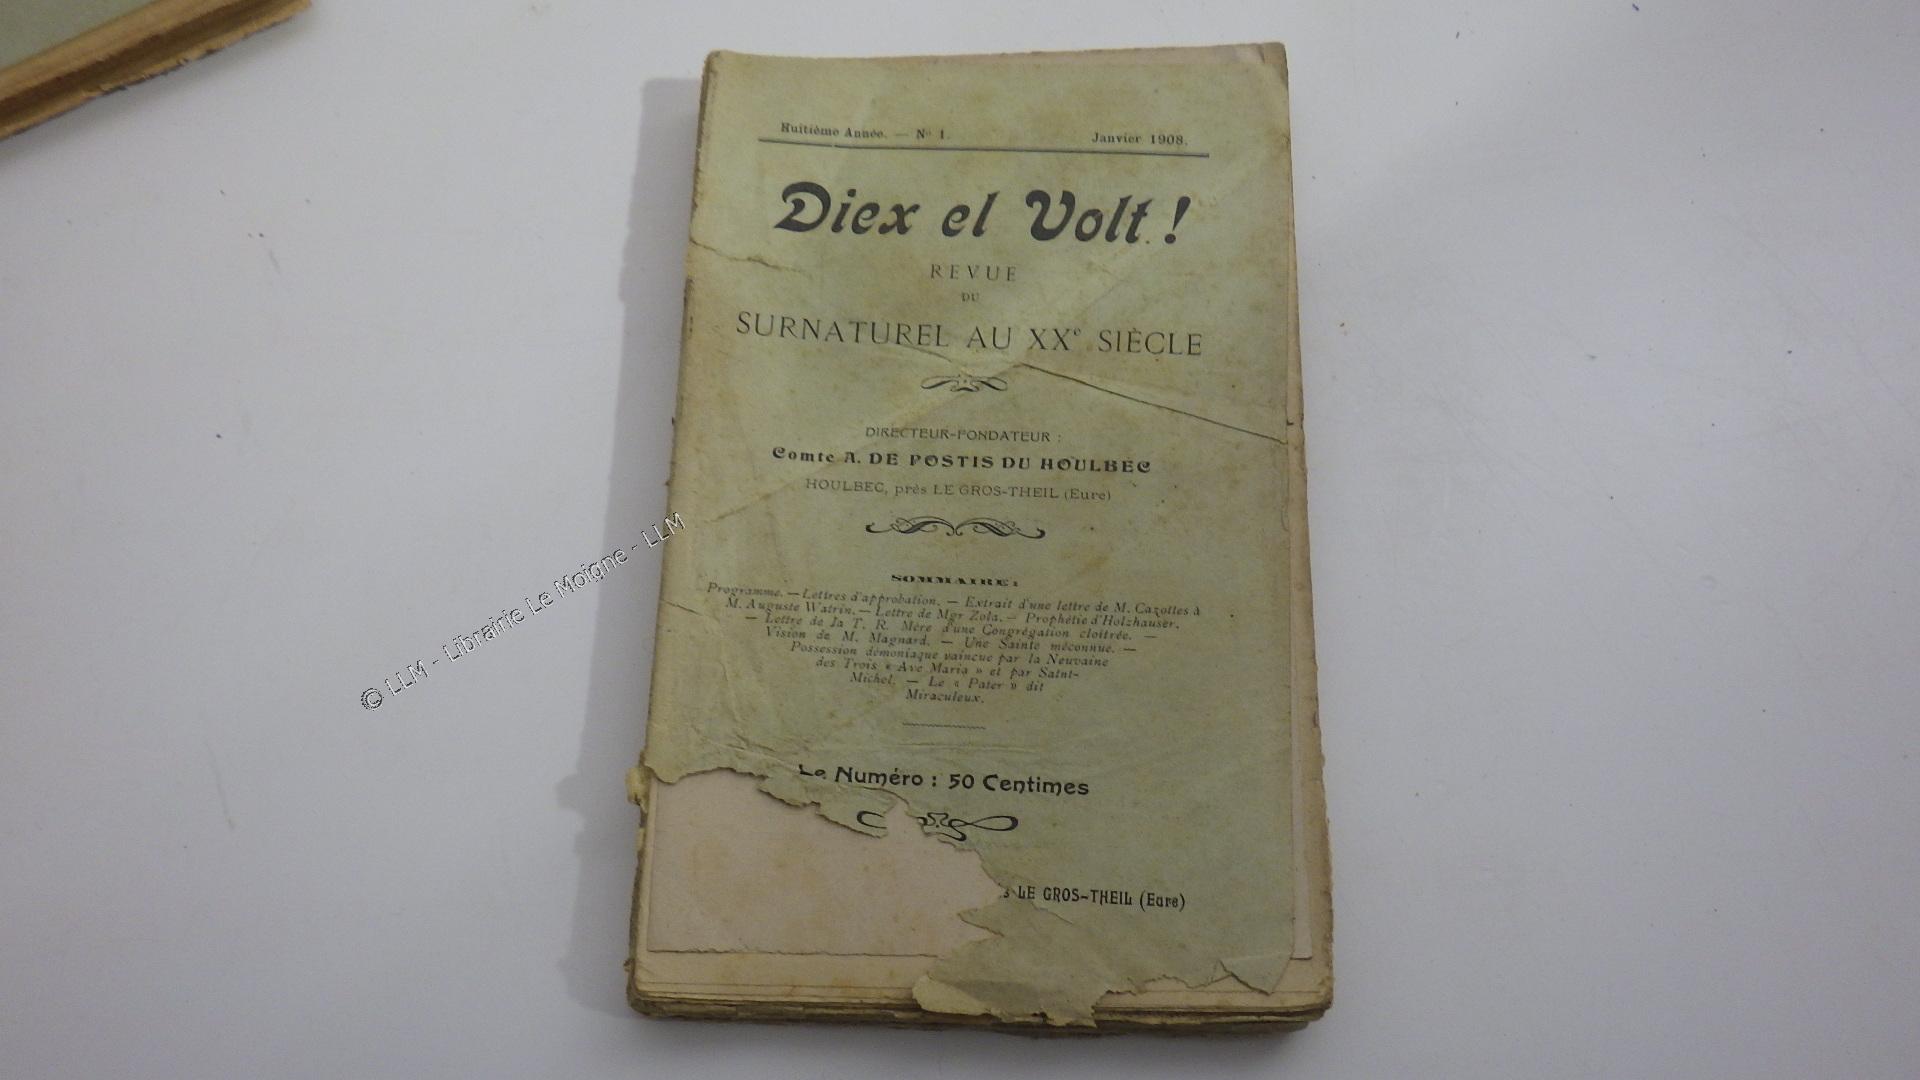 Huitième Année. — N° 1.
Janvier 1908.
Diex el Volt !
REVUE
DU
SURNATUREL AU XXe SIÈCLE
DIRECTEUR-FONDATEUR :
Comte A. DE POSTIS DU HOULBEC
HOULBEC, près LE GROS-THEIL (Eure)
SOMMAIRE :
Programme. — Lettres d'approbation. — Extrait d'une lettre de M. Cazottes à
M. Auguste Watrin. — Lettre de Mgr Zola. — Prophétie d'Holzhauser.
— Lettre de la T. R. Mère d'une Congrégation cloîtrée. —
Vision de M. Magnard. — Une Sainte méconnue. —
Possession démoniaque vaincue par la Neuvaine
des Trois « Ave Maria » et par Saint-
Michel. — Le « Pater » dit
Miraculeux.
Le Numéro : 50 Centimes
LE GROS-THEIL (Eure)
© LLM - Librairie Le Moigne - LLM